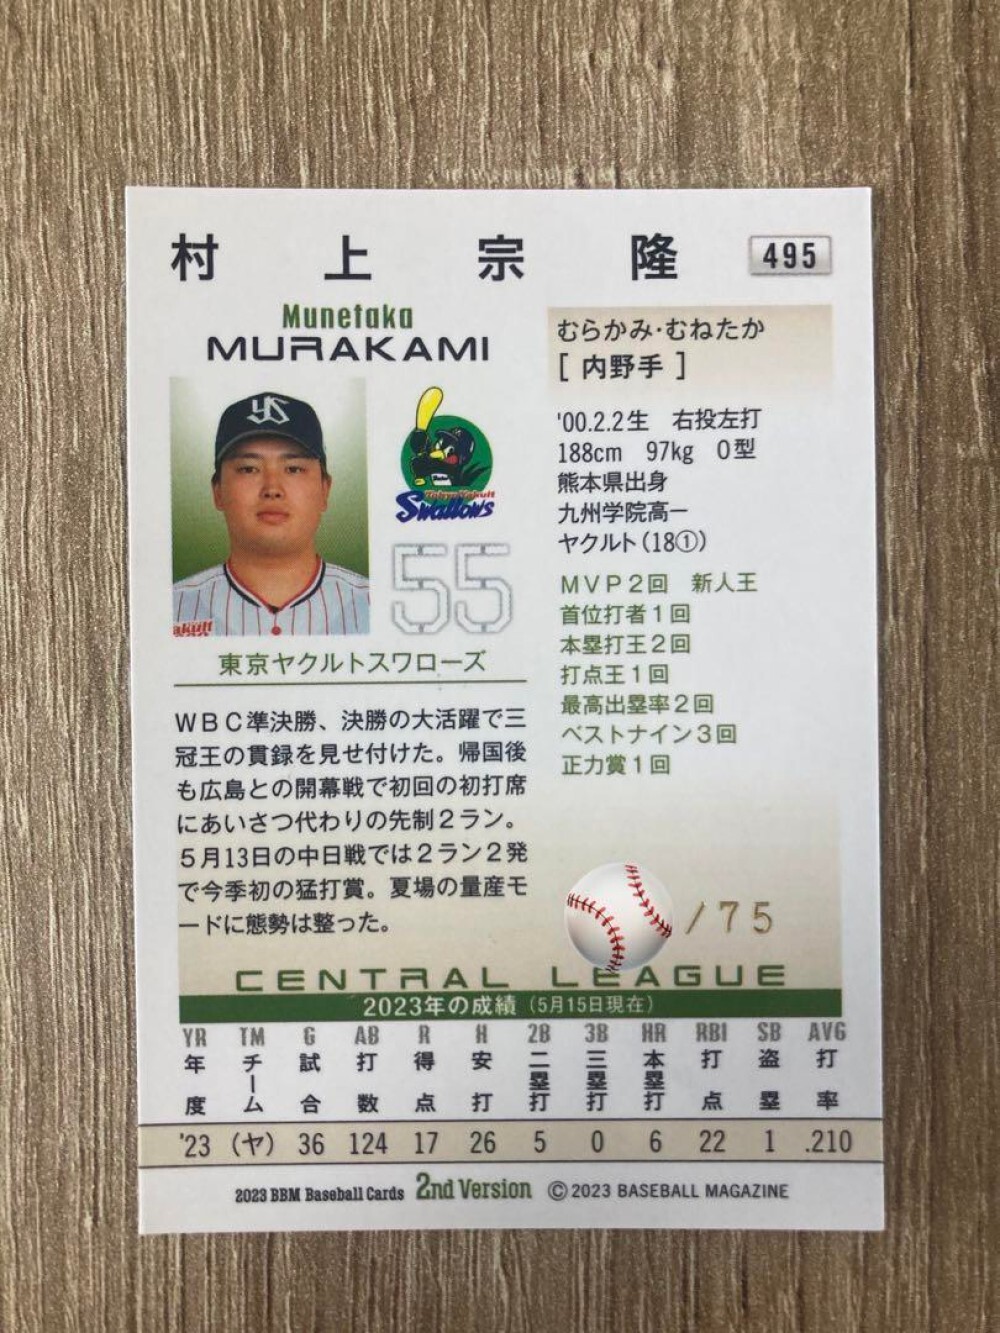 村上宗隆 495
Munetaka
MURAKAMI
むらかみ・むねたか
[ 内野手 ]
'00.2.2生 右投左打
188cm 97kg O型
熊本県出身
九州学院高一
ヤクルト(18①)
MVP2回 新人王
首位打者1回
本塁打王2回
打点王1回
最高出塁率2回
ベストナイン3回
正力賞1回
YS
Tokyo Yakult
Swallows
55
akult
東京ヤクルトスワローズ
WBC準決勝、決勝の大活躍で三
冠王の貫録を見せ付けた。帰国後
も広島との開幕戦で初回の初打席
にあいさつ代わりの先制2ラン。
5月13日の中日戦では2ラン2発
で今季初の猛打賞。夏場の量産モ
ードに態勢は整った。
/75
CENTRAL LEAGUE
2023年の成績(5月15日現在)
YR TM G AB R H 2B 3B HR RBI SB AVG
年度 チーム 試合 打数 得点 安打 二塁打 三塁打 本塁打 打点 盗塁 打率
'23 (ヤ) 36 124 17 26 5 0 6 22 1 .210
2023 BBM Baseball Cards 2nd Version ©2023 BASEBALL MAGAZINE